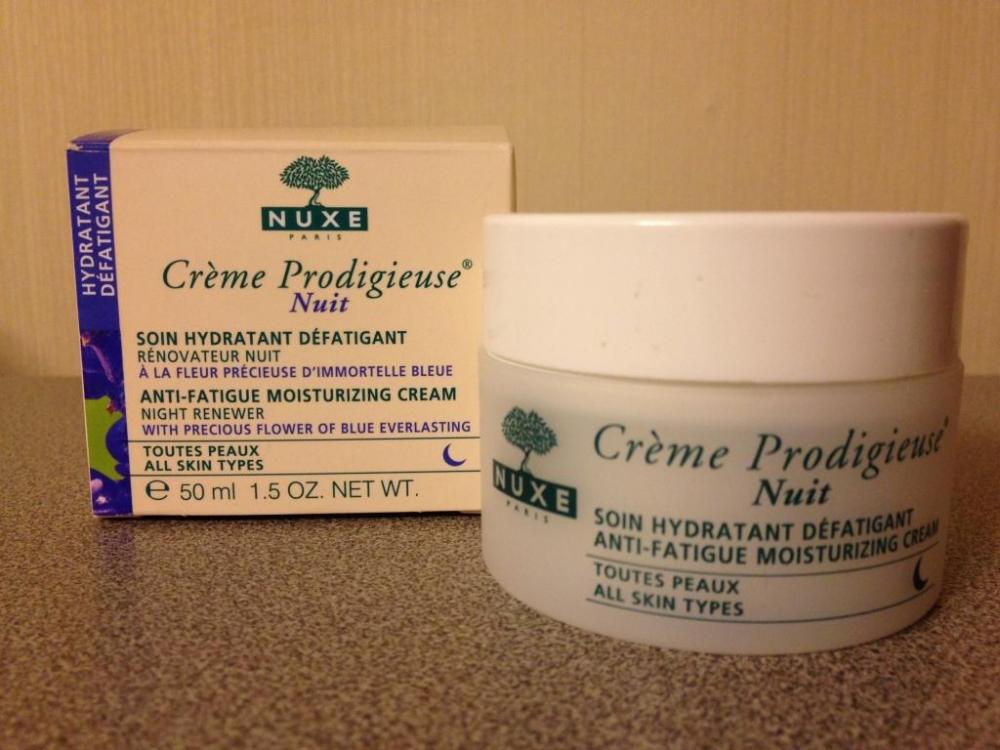 HYDRATANT
DÉFATIGANT
NUXE
PARIS
Crème Prodigieuse®
Nuit
SOIN HYDRATANT DÉFATIGANT
RÉNOVATEUR NUIT
À LA FLEUR PRÉCIEUSE D'IMMORTELLE BLEUE
ANTI-FATIGUE MOISTURIZING CREAM
NIGHT RENEWER
WITH PRECIOUS FLOWER OF BLUE EVERLASTING
TOUTES PEAUX
ALL SKIN TYPES
℮ 50 ml 1.5 OZ. NET WT.
NUXE
PARIS
Crème Prodigieuse®
Nuit
SOIN HYDRATANT DÉFATIGANT
ANTI-FATIGUE MOISTURIZING CREAM
TOUTES PEAUX
ALL SKIN TYPES